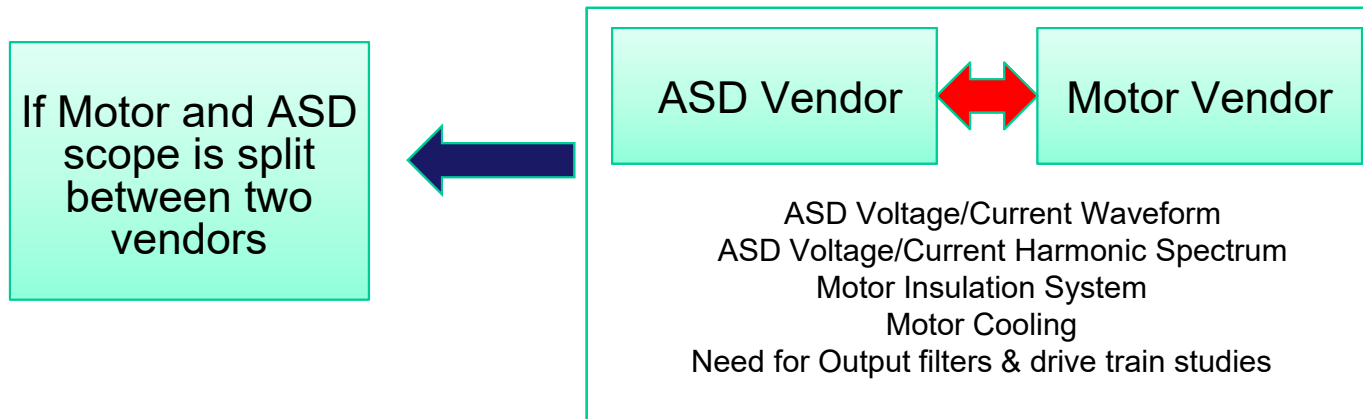 If Motor and ASD
scope is split
between two
vendors
ASD Vendor
Motor Vendor
ASD Voltage/Current Waveform
ASD Voltage/Current Harmonic Spectrum
Motor Insulation System
Motor Cooling
Need for Output filters & drive train studies